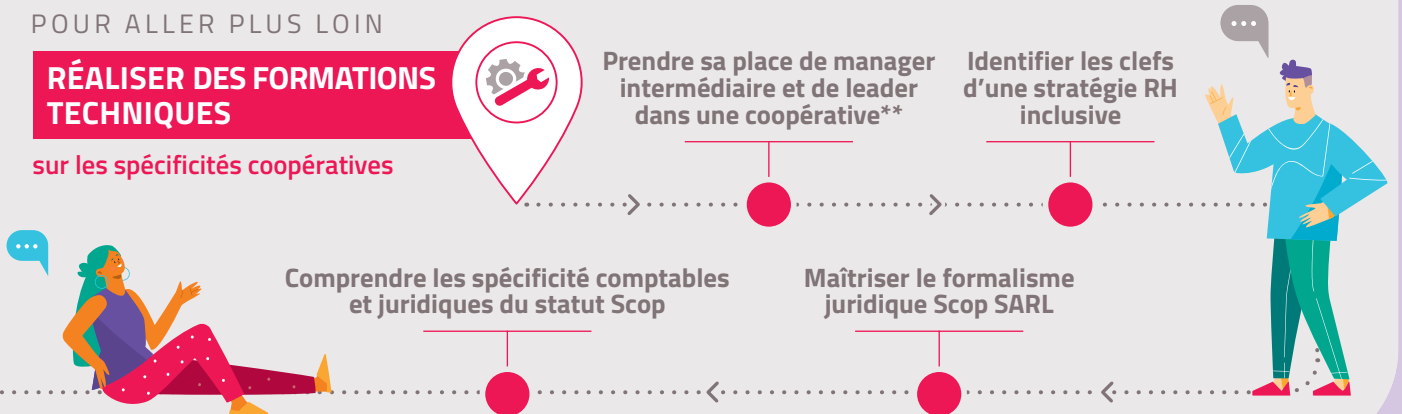 POUR ALLER PLUS LOIN
RÉALISER DES FORMATIONS
TECHNIQUES
sur les spécificités coopératives
Prendre sa place de manager
intermédiaire et de leader
dans une coopérative**
Identifier les clefs
d’une stratégie RH
inclusive
Maîtriser le formalisme
juridique Scop SARL
Comprendre les spécificité comptables
et juridiques du statut Scop